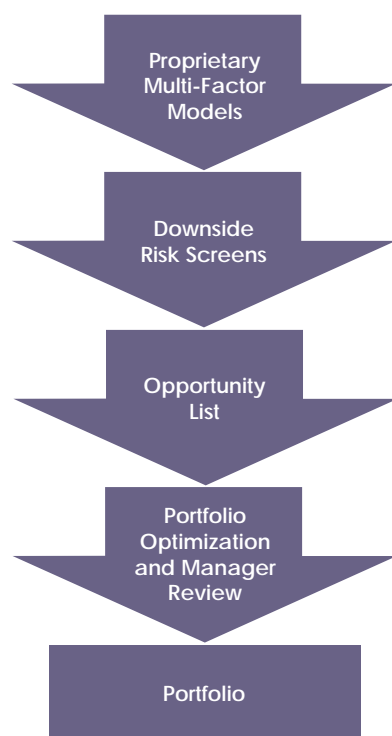 Proprietary
Multi-Factor
Models
Downside
Risk Screens
Opportunity
List
Portfolio
Optimization
and Manager
Review
Portfolio